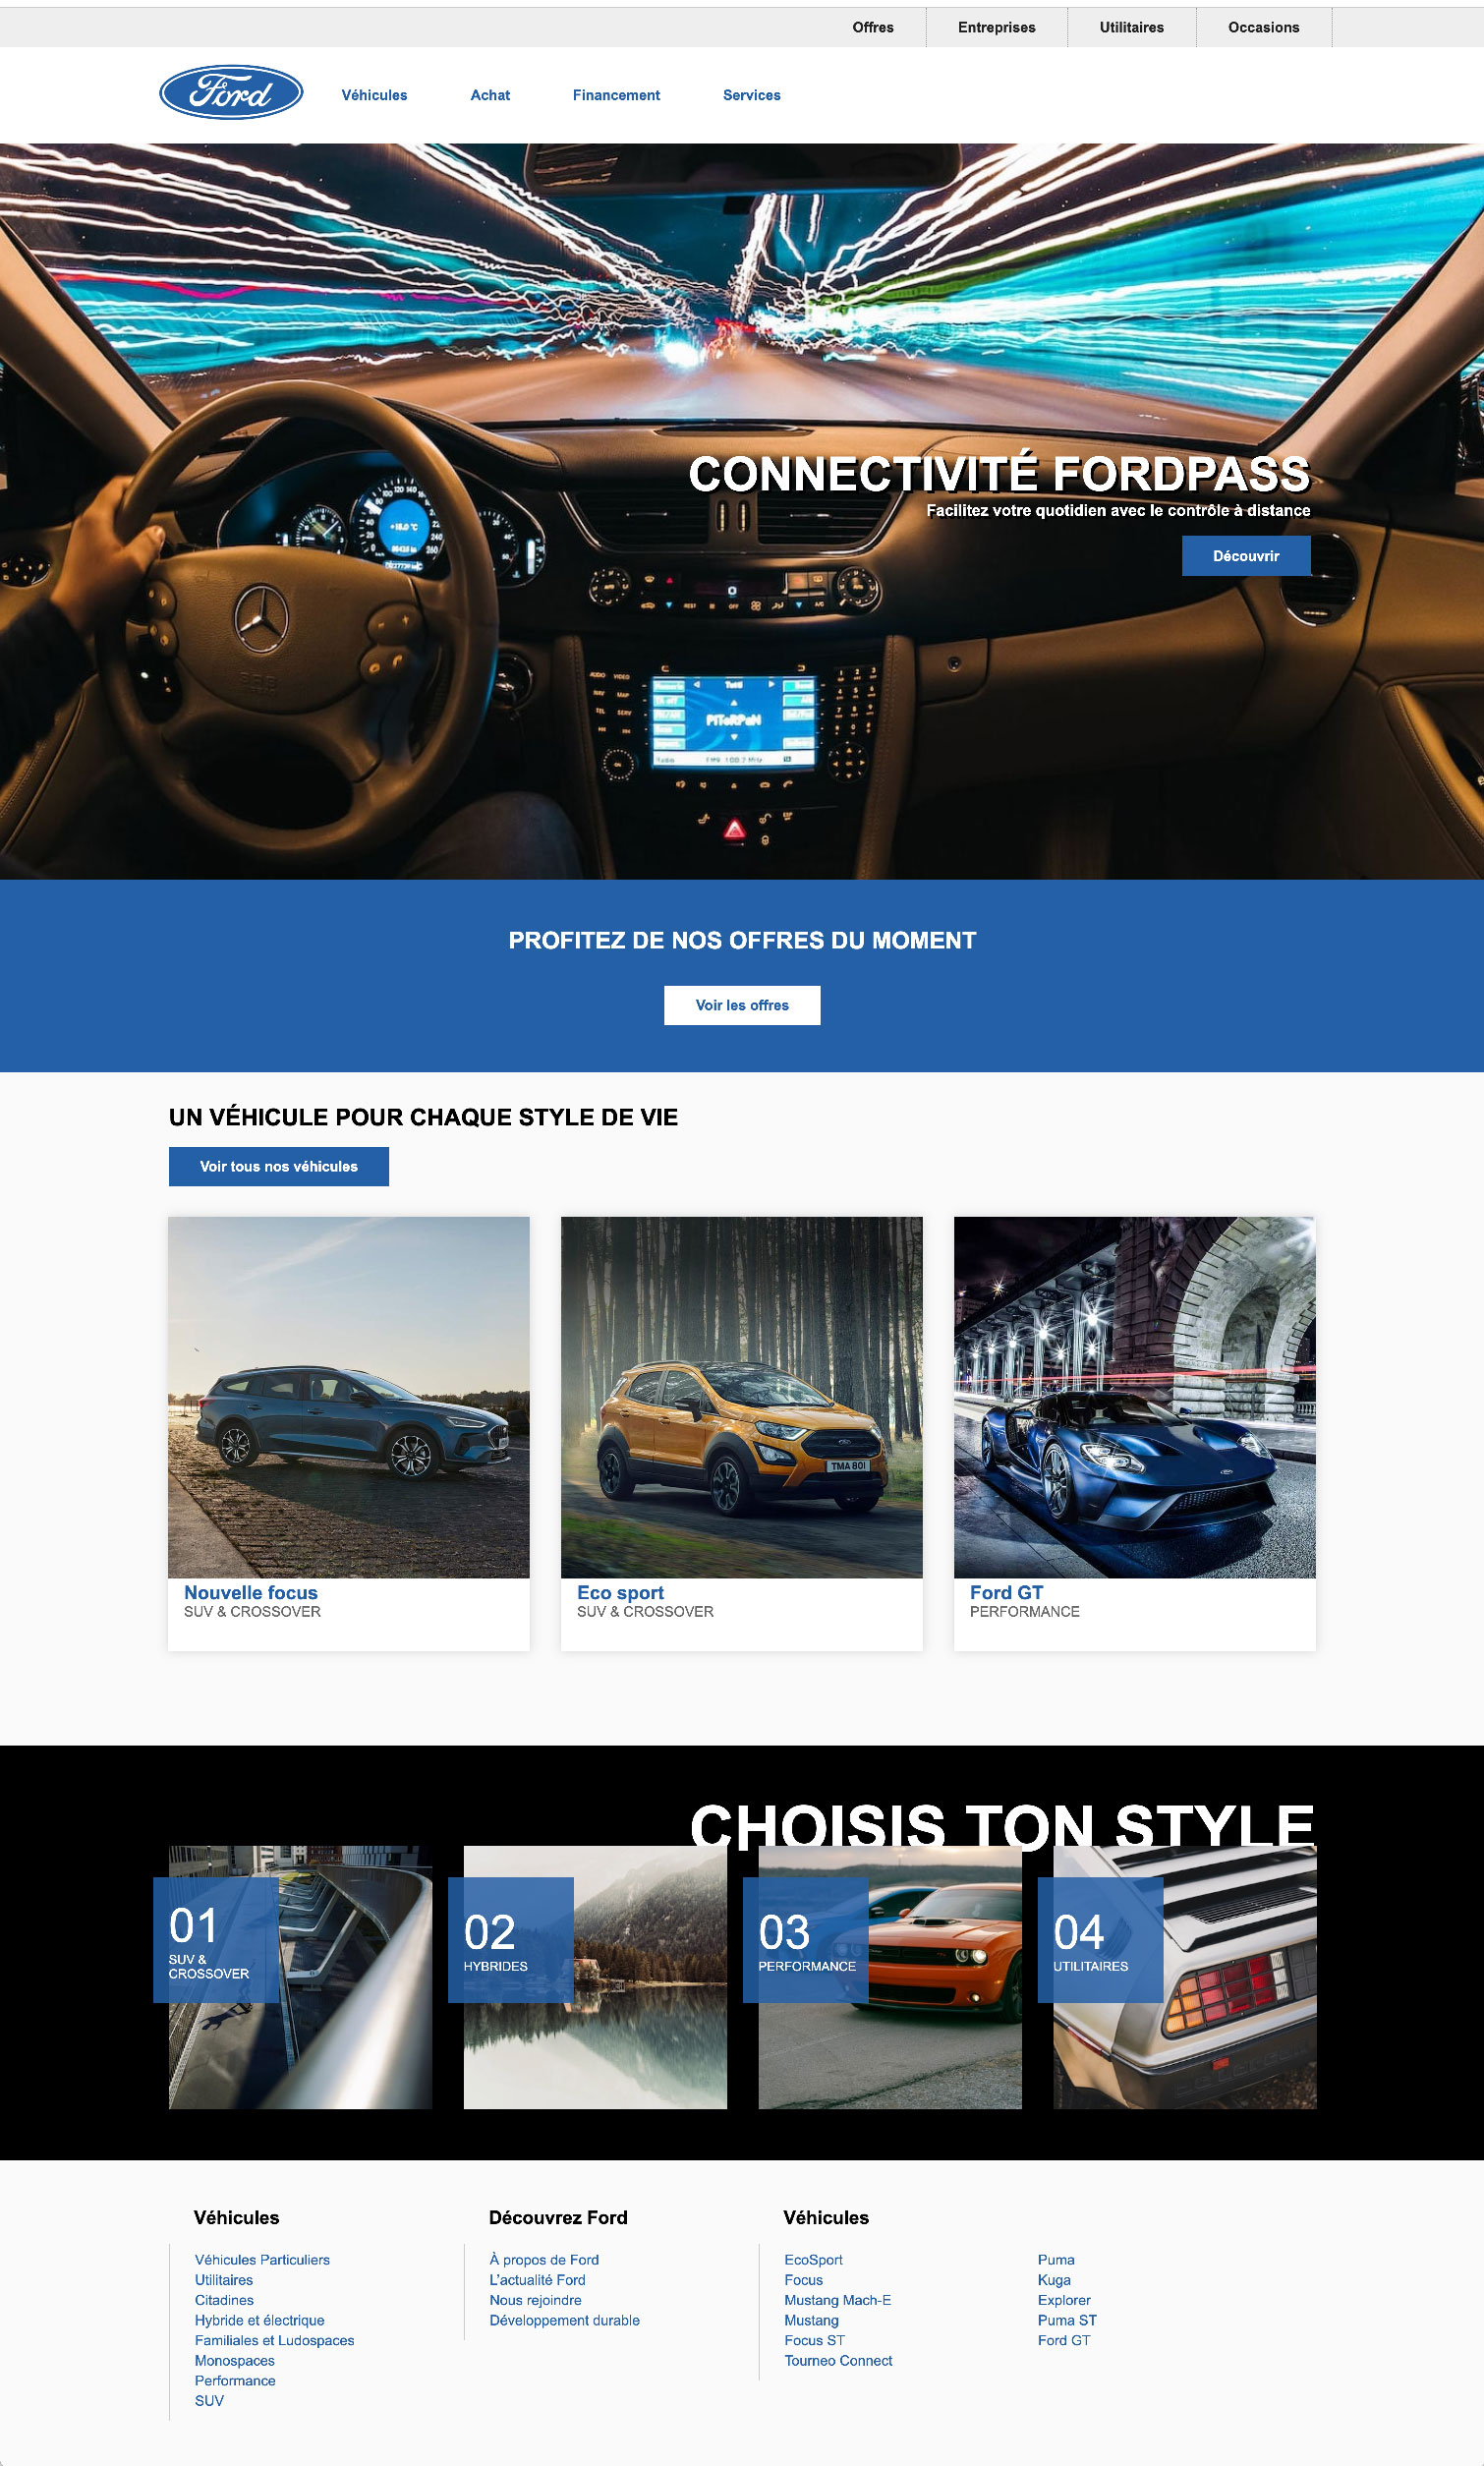 Offres
Entreprises
Utilitaires
Occasions
Ford
Véhicules
Achat
Financement
Services
CONNECTIVITÉ FORDPASS
Facilitez votre quotidien avec le contrôle à distance
Découvrir
PROFITEZ DE NOS OFFRES DU MOMENT
Voir les offres
UN VÉHICULE POUR CHAQUE STYLE DE VIE
Voir tous nos véhicules
TMA 801
Nouvelle focus
SUV & CROSSOVER
Eco sport
SUV & CROSSOVER
Ford GT
PERFORMANCE
CHOISIS TON STYLE
01
SUV &
CROSSOVER
02
HYBRIDES
03
PERFORMANCE
04
UTILITAIRES
Véhicules
Véhicules Particuliers
Utilitaires
Citadines
Hybride et électrique
Familiales et Ludospaces
Monospaces
Performance
SUV
Découvrez Ford
À propos de Ford
L'actualité Ford
Nous rejoindre
Développement durable
Véhicules
EcoSport
Focus
Mustang Mach-E
Mustang
Focus ST
Tourneo Connect
Puma
Kuga
Explorer
Puma ST
Ford GT